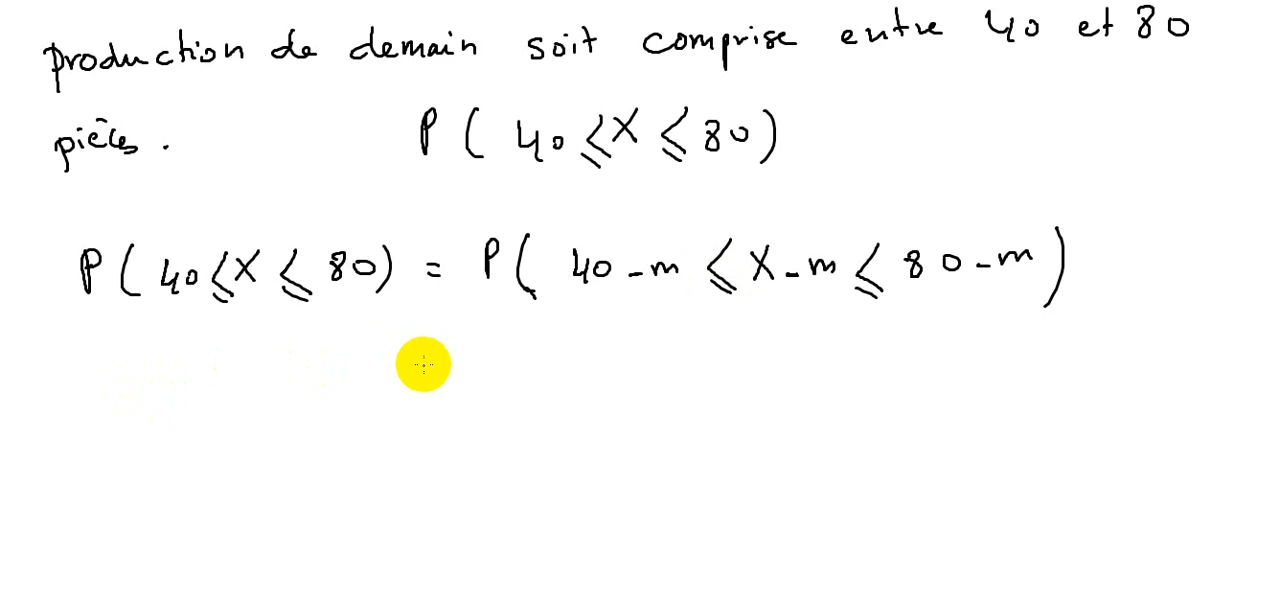 production de demain soit comprise entre 40 et 80
pièces. P ( 40 ≤ X ≤ 80 )
P ( 40 ≤ X ≤ 80 ) = P ( 40 - m ≤ X - m ≤ 80 - m )